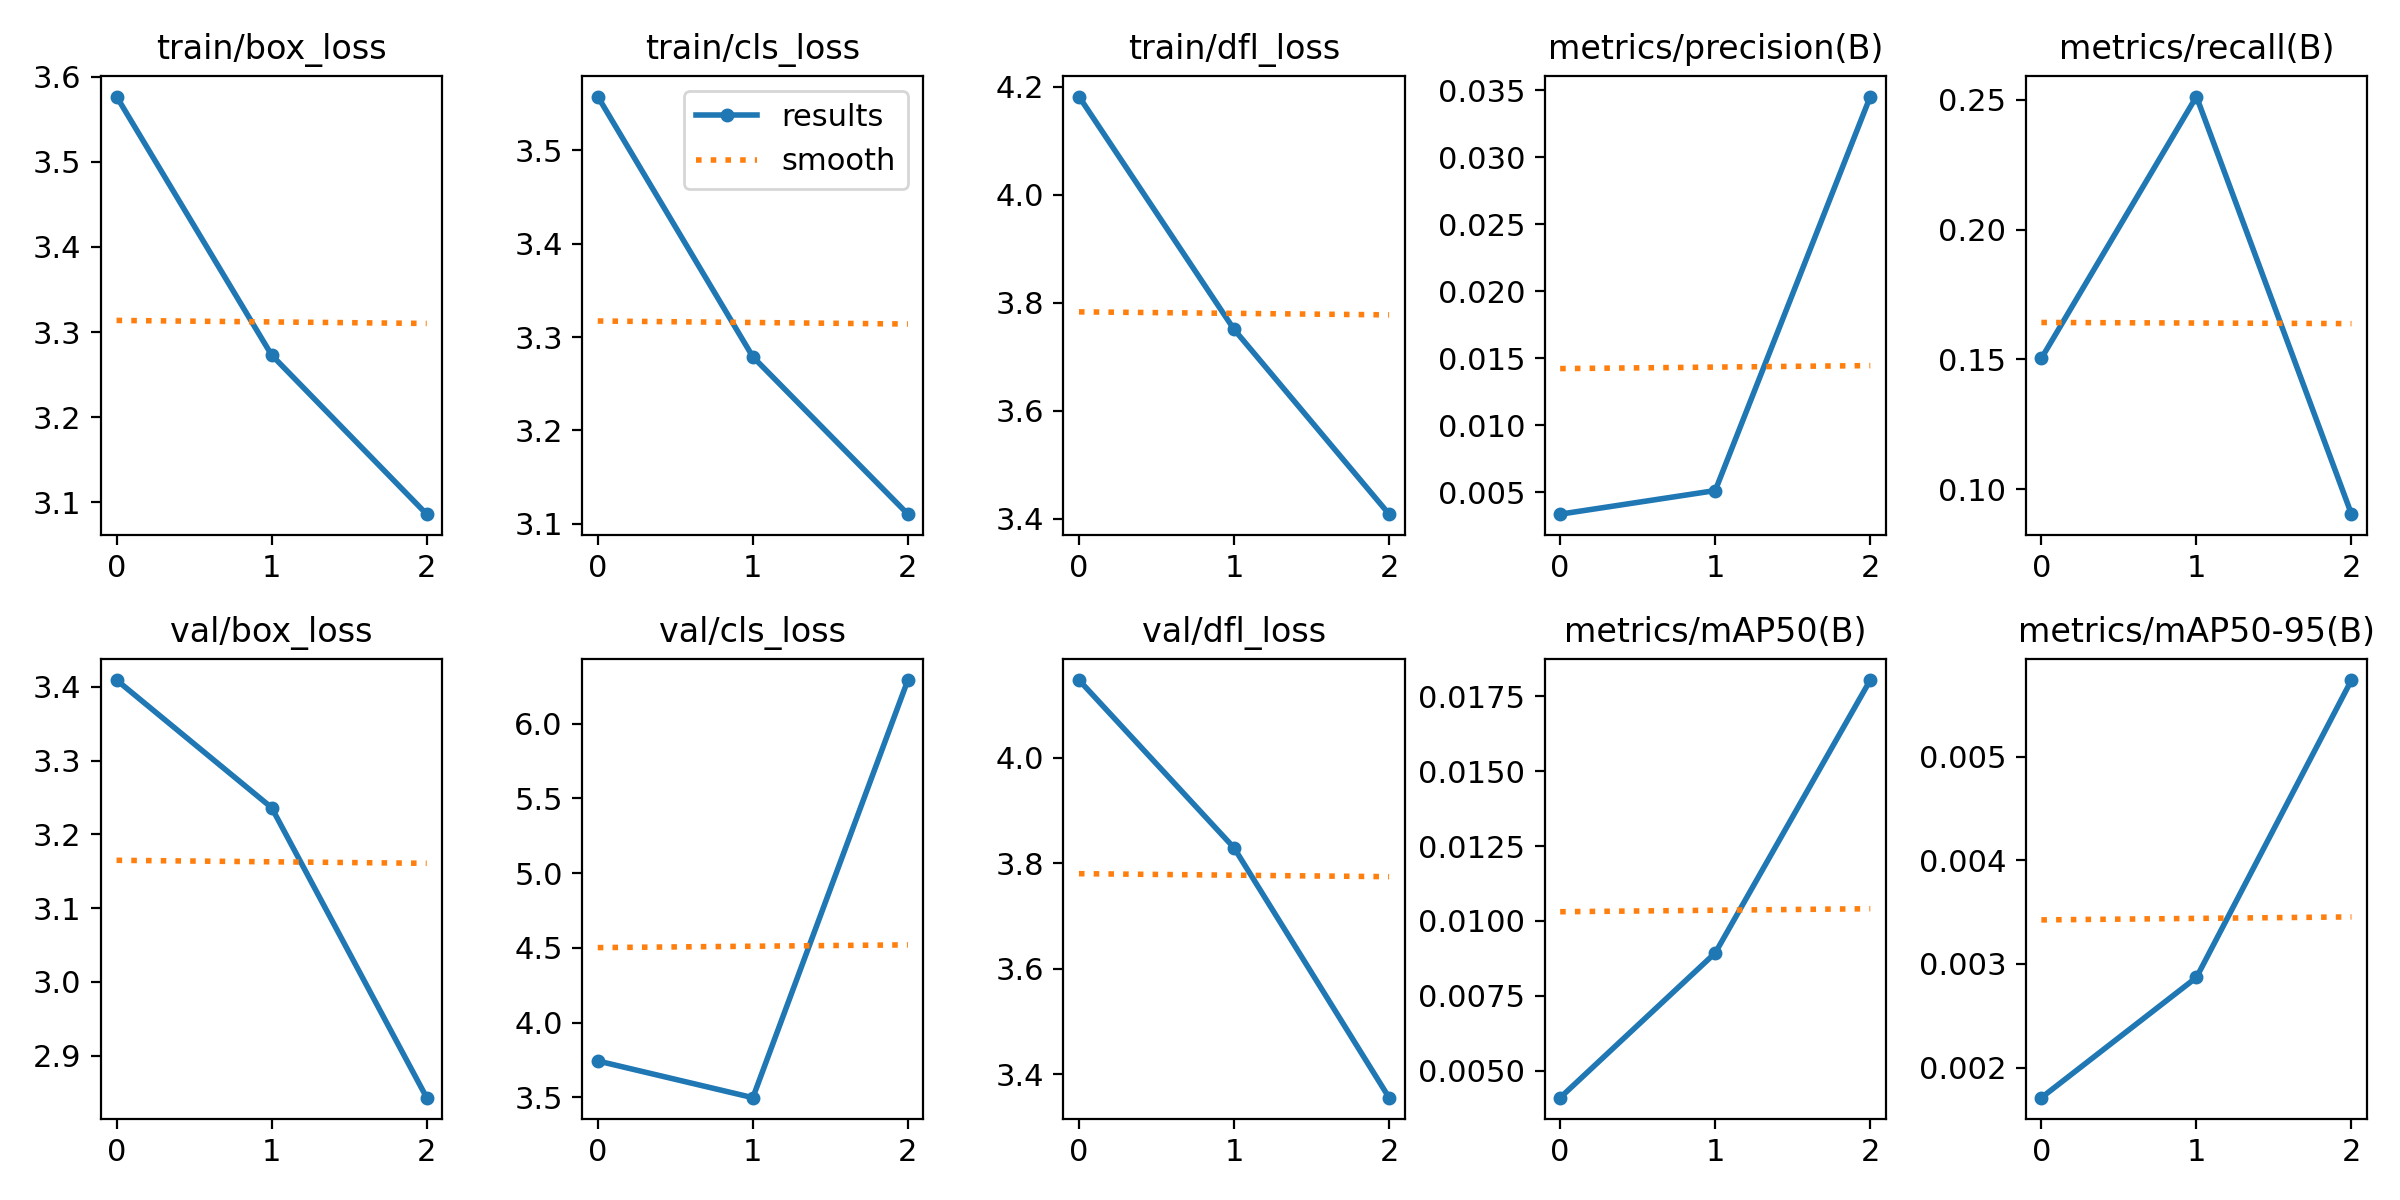 train/box_loss
3.6
3.5
3.4
3.3
3.2
3.1
0 1 2
train/cls_loss
results
smooth
3.5
3.4
3.3
3.2
3.1
0 1 2
train/dfl_loss
4.2
4.0
3.8
3.6
3.4
0 1 2
metrics/precision(B)
0.035
0.030
0.025
0.020
0.015
0.010
0.005
0 1 2
metrics/recall(B)
0.25
0.20
0.15
0.10
0 1 2
val/box_loss
3.4
3.3
3.2
3.1
3.0
2.9
0 1 2
val/cls_loss
6.0
5.5
5.0
4.5
4.0
3.5
0 1 2
val/dfl_loss
4.0
3.8
3.6
3.4
0 1 2
metrics/mAP50(B)
0.0175
0.0150
0.0125
0.0100
0.0075
0.0050
0 1 2
metrics/mAP50-95(B)
0.005
0.004
0.003
0.002
0 1 2